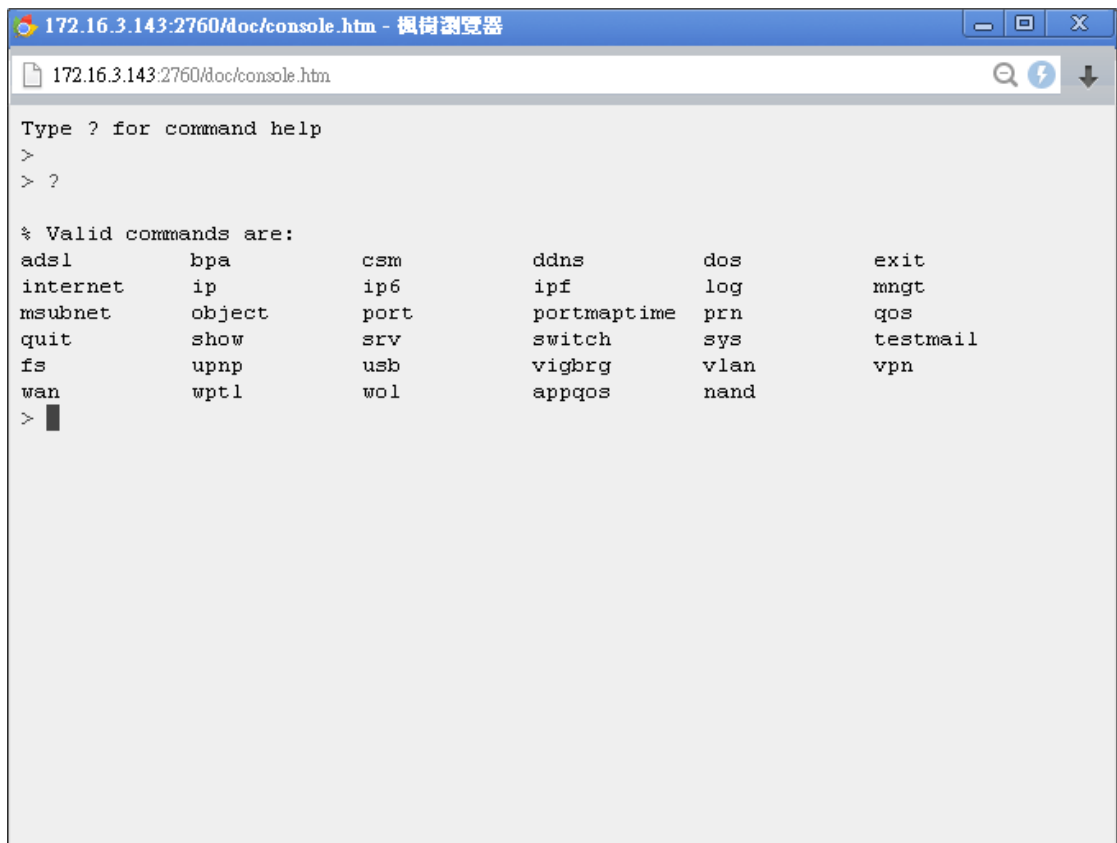 172.16.3.143:2760/doc/console.htm - 楓樹瀏覽器
172.16.3.143:2760/doc/console.htm
Type ? for command help
>
> ?
% Valid commands are:
adsl bpa csm ddns dos exit
internet ip ip6 ipf log mngt
msubnet object port portmaptime prn qos
quit show srv switch sys testmail
fs upnp usb vigbrg vlan vpn
wan wptl wol appqos nand
>